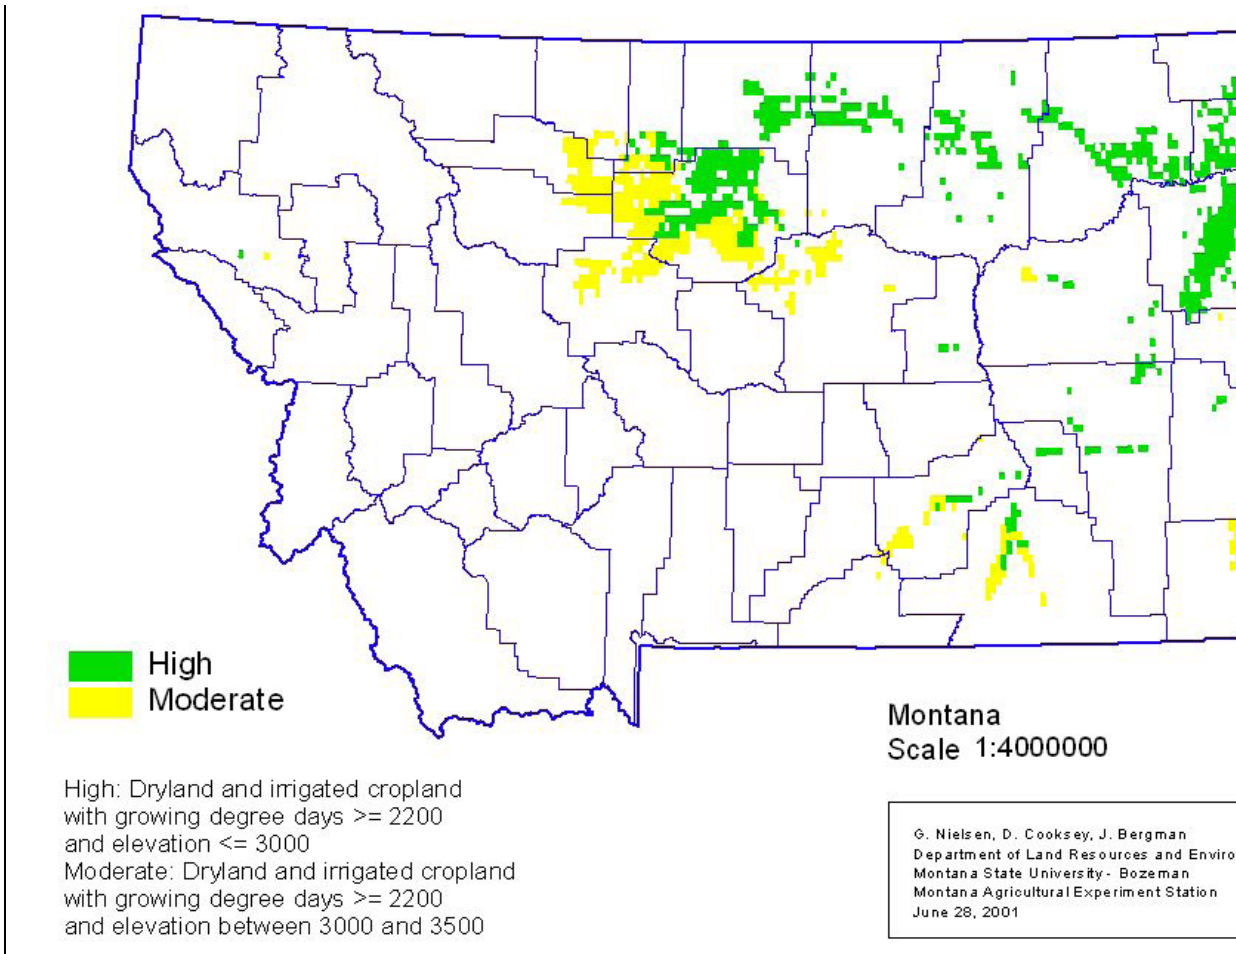 High
Moderate
Montana
Scale 1:4000000
High: Dryland and irrigated cropland
with growing degree days >= 2200
and elevation <= 3000
Moderate: Dryland and irrigated cropland
with growing degree days >= 2200
and elevation between 3000 and 3500
G. Nielsen, D. Cooksey, J. Bergman
Department of Land Resources and Enviro
Montana State University - Bozeman
Montana Agricultural Experiment Station
June 28, 2001